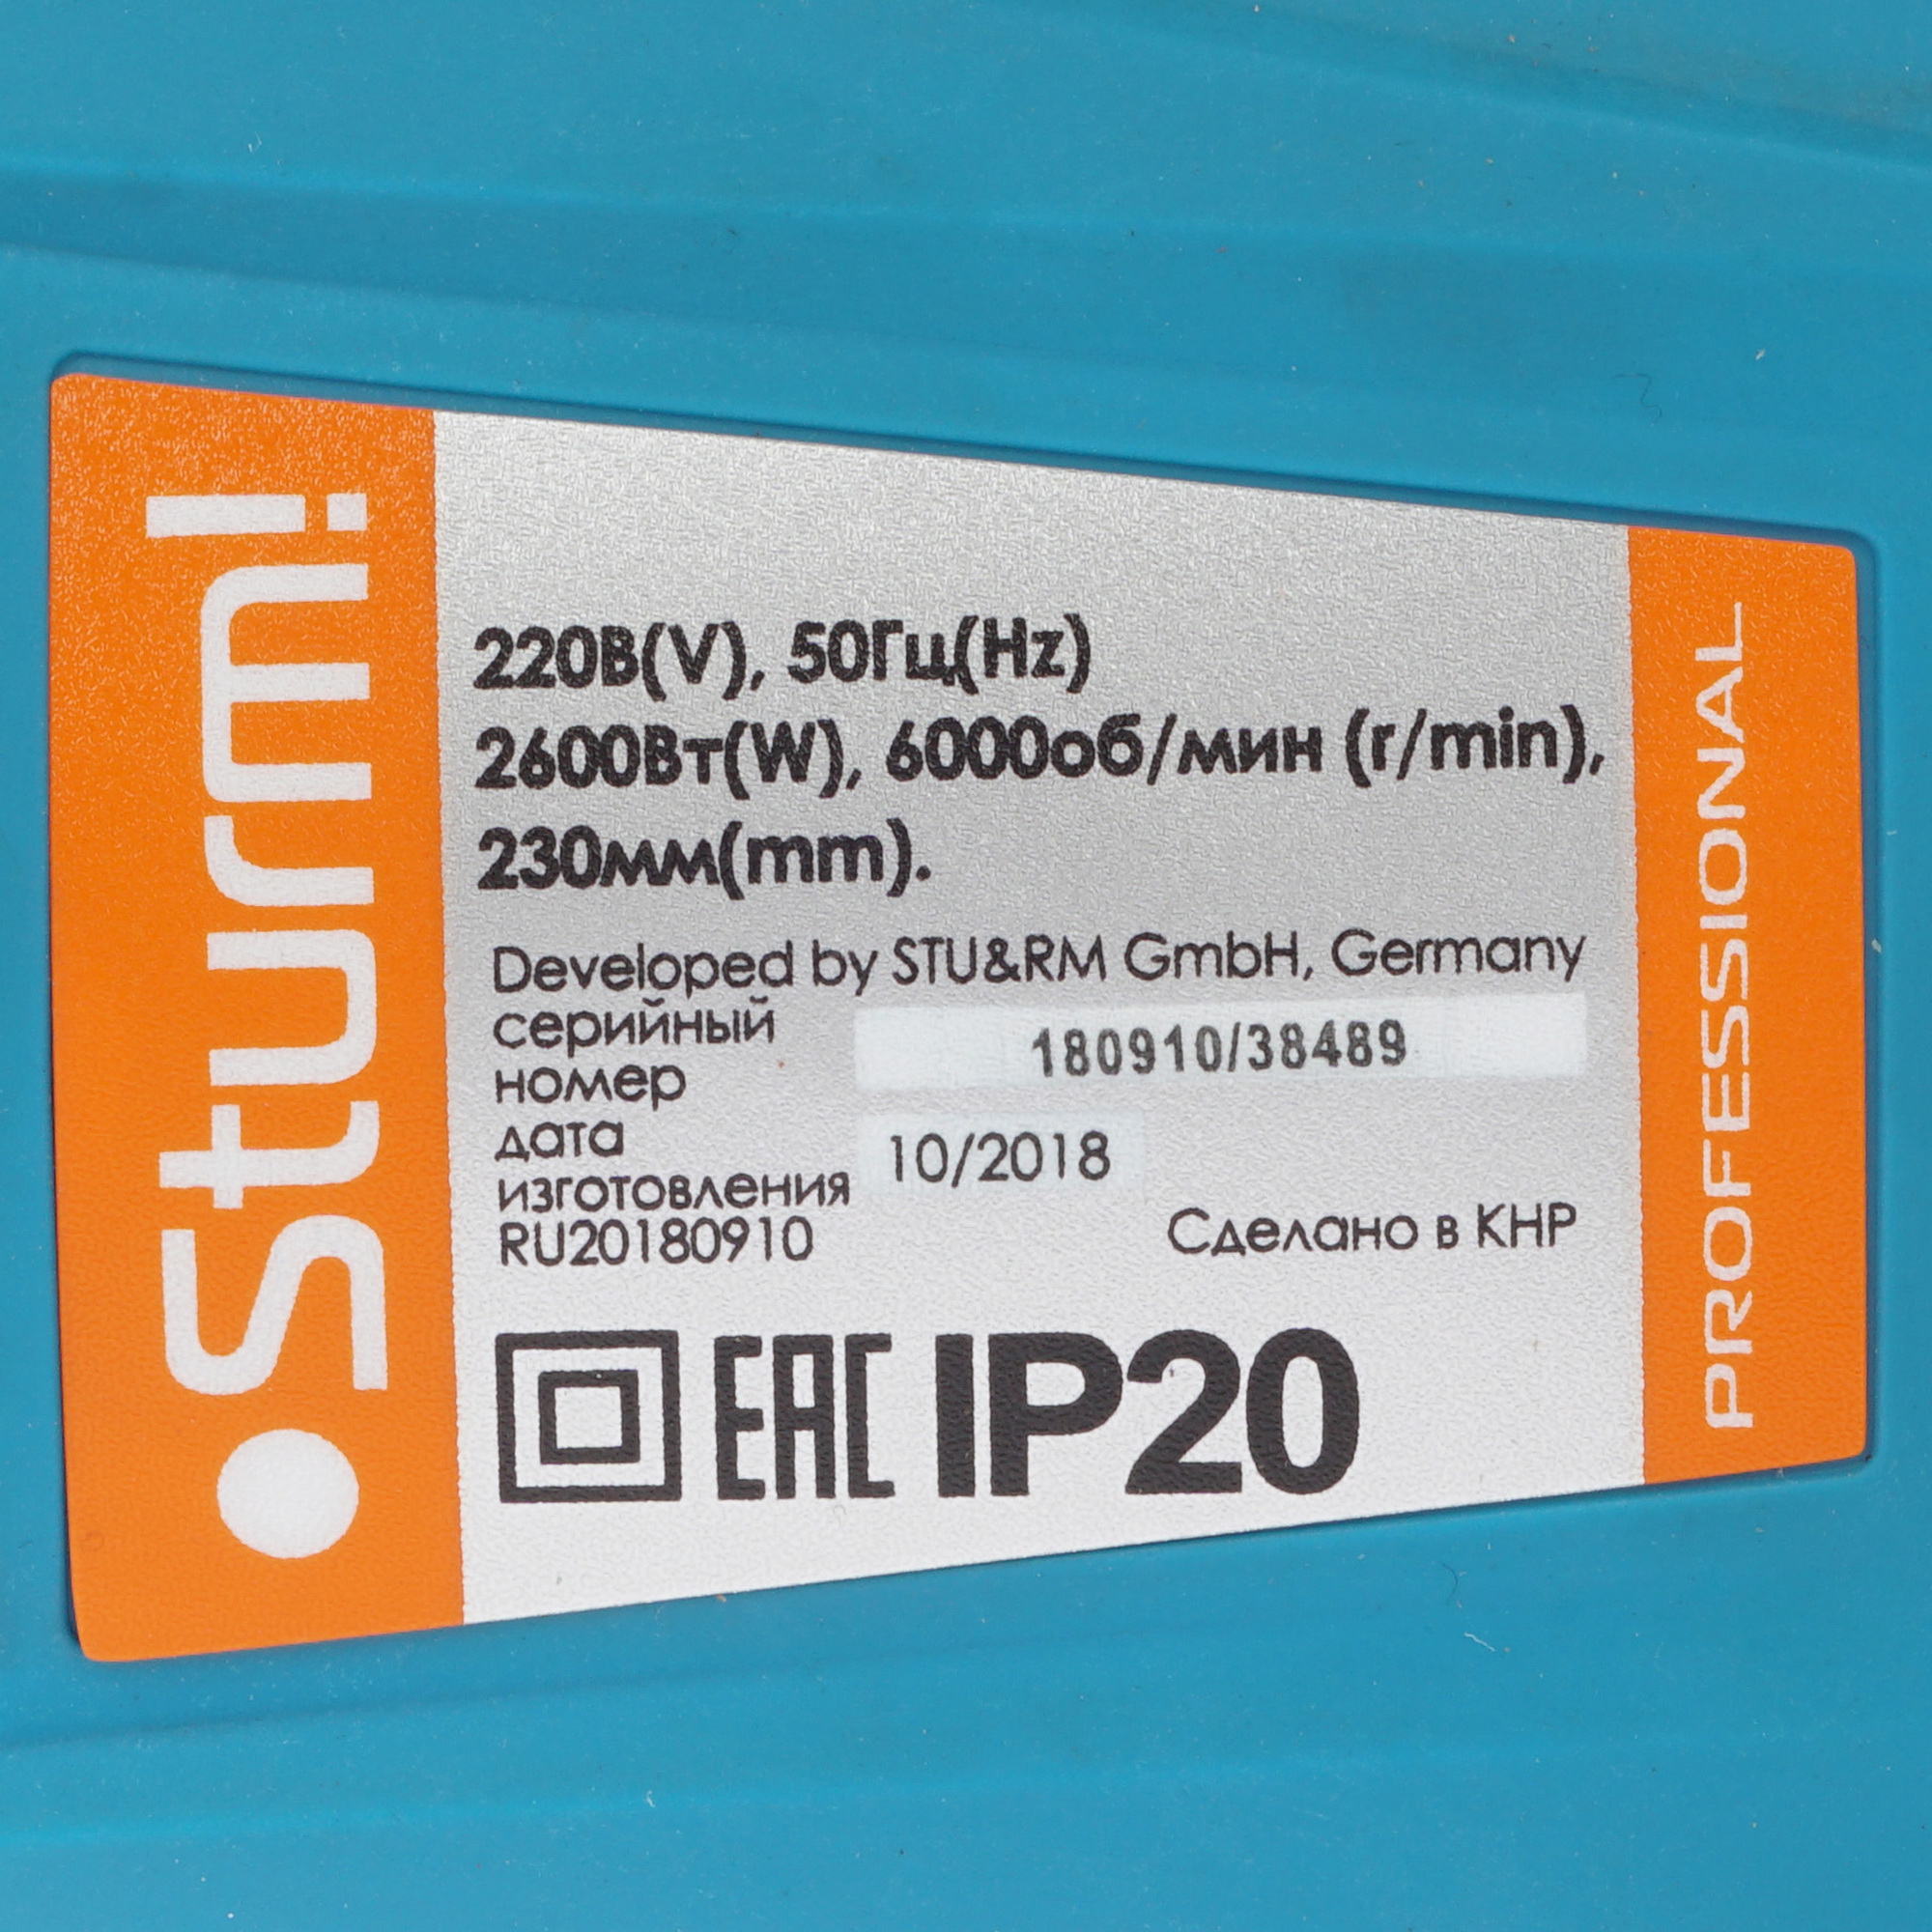 Sturm!
220В(V), 50Гц(Hz)
2600Вт(W), 6000об/мин (r/min),
230мм(mm).
Developed by STU&RM GmbH, Germany
серийный
номер
180910/38489
дата
изготовления
10/2018
RU20180910
Сделано в КНР
EAC IP20
PROFESSIONAL